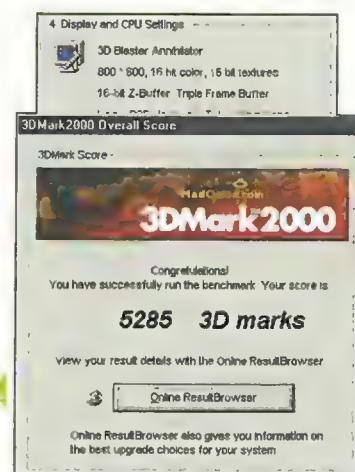 4 Display and CPU Settings
3D Blaster Annihilator
800 * 600, 16 bit color, 16 bit textures
16-bit Z-Buffer Triple Frame Buffer
3DMark2000 Overall Score
3DMark Score
MadOnion.com
3DMark2000
Congratulations!
You have successfully run the benchmark Your score is
5285 3D marks
View your result details with the Online ResultBrowser
Online ResultBrowser
Online ResultBrowser also gives you information on
the best upgrade choices for your system